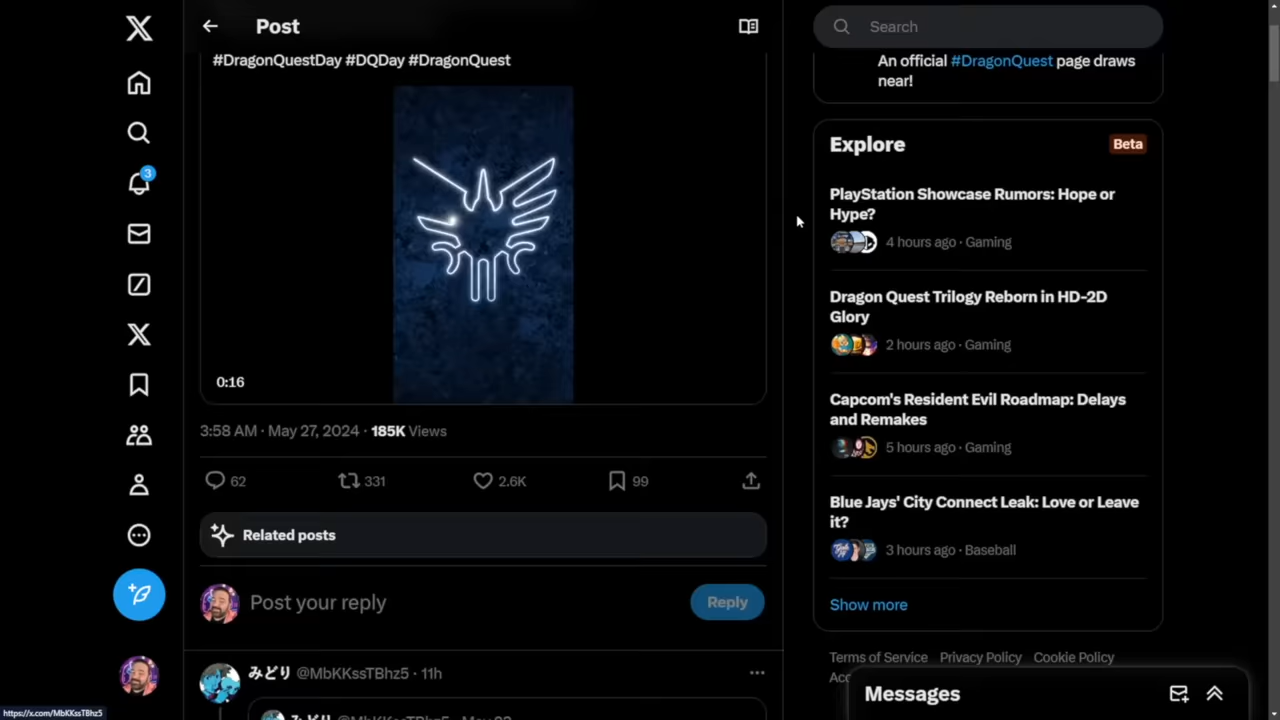 Post
Search
#DragonQuestDay #DQDay #DragonQuest
An official #DragonQuest page draws
near!
Explore
Beta
3
PlayStation Showcase Rumors: Hope or
Hype?
4 hours ago · Gaming
Dragon Quest Trilogy Reborn in HD-2D
Glory
2 hours ago · Gaming
0:16
Capcom's Resident Evil Roadmap: Delays
and Remakes
5 hours ago · Gaming
3:58 AM · May 27, 2024 · 185K Views
62
331
2.6K
99
Blue Jays' City Connect Leak: Love or Leave
it?
3 hours ago · Baseball
Related posts
Post your reply
Reply
Show more
Terms of Service Privacy Policy Cookie Policy
みどり @MbKKssTBhz5 · 11h
Messages
https://x.com/MbKKssTBhz5